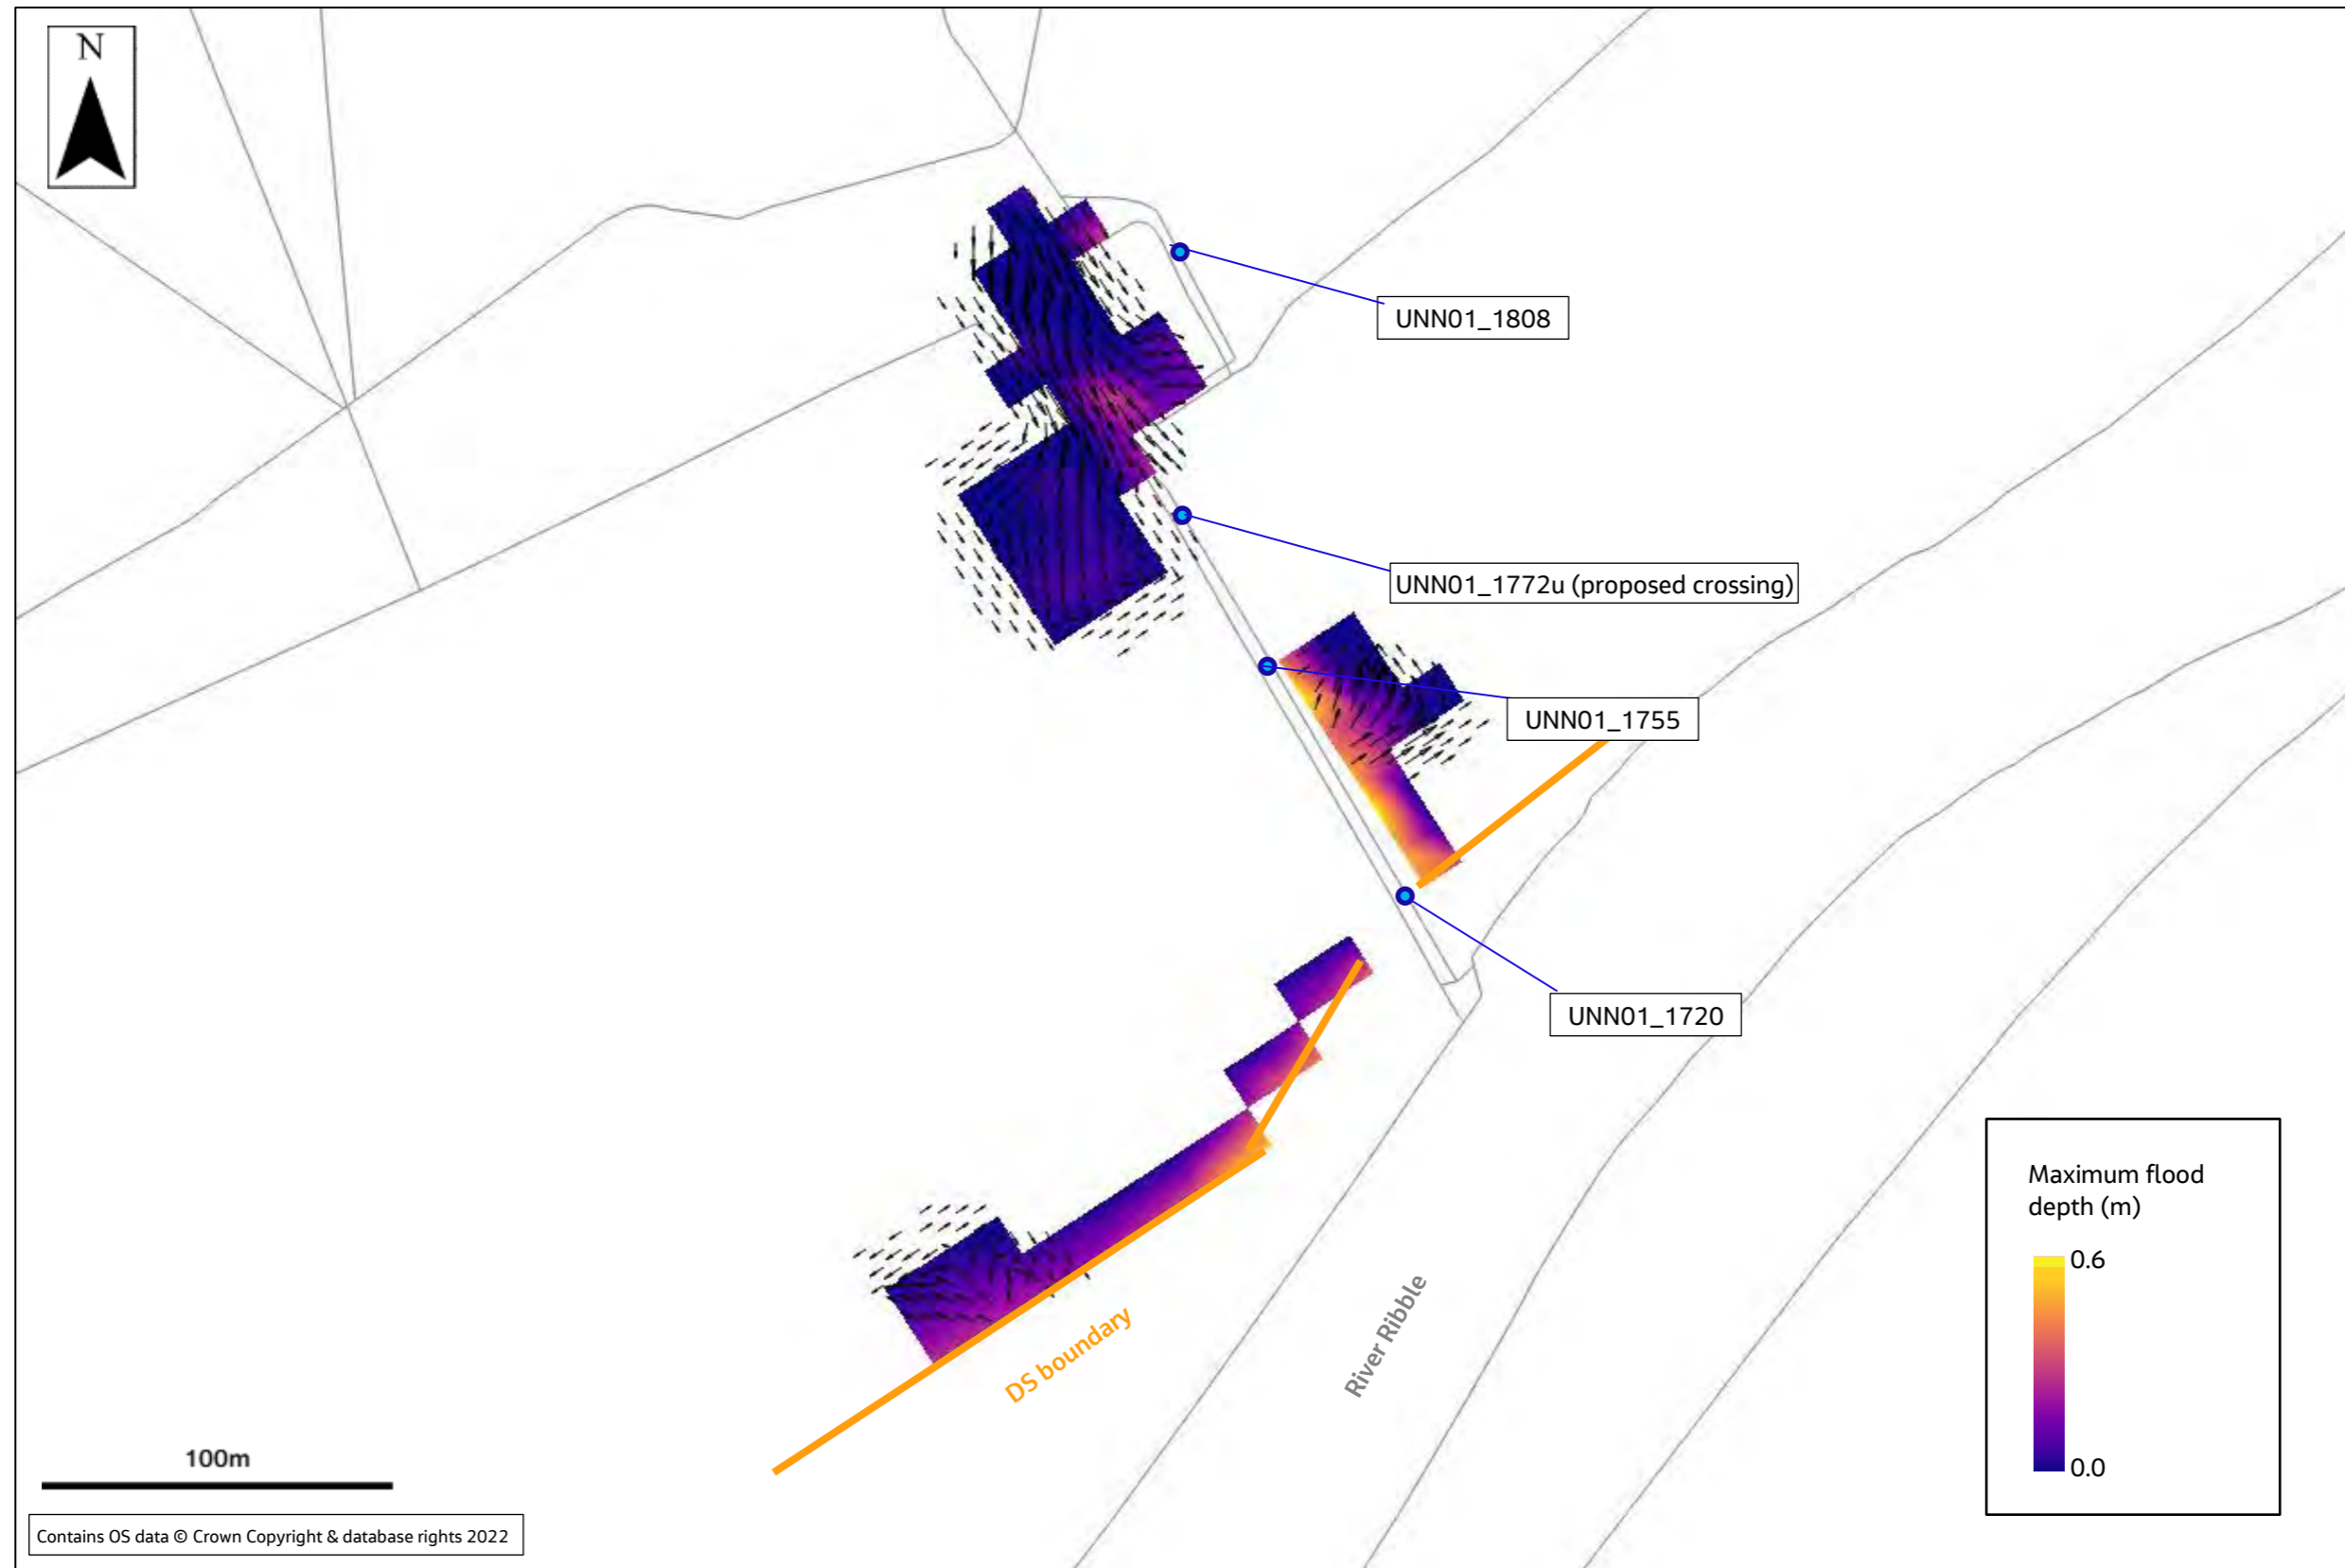 N
UNN01_1808
UNN01_1772u (proposed crossing)
UNN01_1755
UNN01_1720
DS boundary
River Ribble
Maximum flood
depth (m)
0.6
0.0
100m
Contains OS data © Crown Copyright & database rights 2022